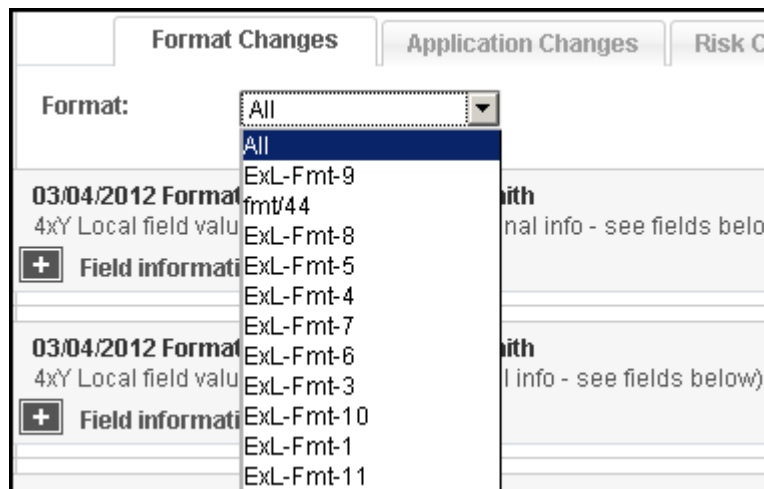 Format Changes Application Changes Risk C
Format: All
All
ExL-Fmt-9
03/04/2012 Format ith
fmt/44
4xY Local field valu nal info - see fields belo
ExL-Fmt-8
+ Field informati
ExL-Fmt-5
ExL-Fmt-4
ExL-Fmt-7
03/04/2012 Format ith
ExL-Fmt-6
4xY Local field valu l info - see fields below)
ExL-Fmt-3
+ Field informati
ExL-Fmt-10
ExL-Fmt-1
ExL-Fmt-11